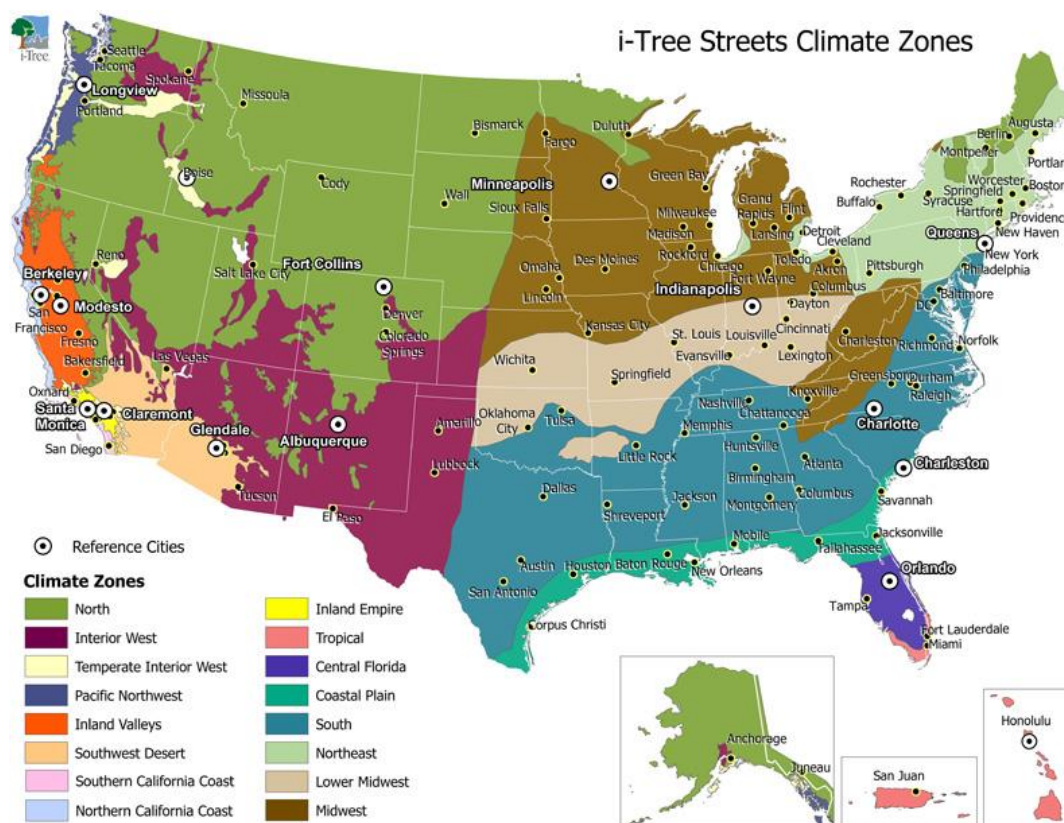 i-Tree
i-Tree Streets Climate Zones
Seattle
Tacoma
Spokane
Longview
Portland
Missoula
Bismarck
Fargo
Duluth
Boise
Cody
Wall
Minneapolis
Sioux Falls
Green Bay
Grand
Rapids
Flint
Milwaukee
Madison
Lansing
Detroit
Rockford
Chicago
Toledo
Cleveland
Fort Wayne
Akron
Berlin
Augusta
Montpelier
Portlan
Rochester
Buffalo
Syracuse
Worcester
Springfield
Boston
Hartford
Providenc
New Haven
Queens
New York
Philadelphia
Pittsburgh
Baltimore
DC
Reno
Salt Lake City
Fort Collins
Omaha
Des Moines
Lincoln
Indianapolis
Columbus
Dayton
Berkeley
Modesto
San
Francisco
Fresno
Bakersfield
Las Vegas
Denver
Colorado
Springs
Kansas City
St. Louis
Louisville
Cincinnati
Evansville
Lexington
Charleston
Richmond
Norfolk
Wichita
Springfield
Greensboro
Durham
Raleigh
Knoxville
Nashville
Chattanooga
Charlotte
Oxnard
Santa
Monica
Claremont
San Diego
Glendale
Tucson
Albuquerque
Amarillo
Lubbock
El Paso
Oklahoma
City
Tulsa
Little Rock
Memphis
Huntsville
Atlanta
Charleston
Birmingham
Dallas
Shreveport
Jackson
Montgomery
Columbus
Savannah
Mobile
Tallahassee
Jacksonville
Austin
San Antonio
Houston
Baton Rouge
New Orleans
Corpus Christi
Orlando
Tampa
Fort Lauderdale
Miami
Reference Cities
Climate Zones
North
Interior West
Temperate Interior West
Pacific Northwest
Inland Valleys
Southwest Desert
Southern California Coast
Northern California Coast
Inland Empire
Tropical
Central Florida
Coastal Plain
South
Northeast
Lower Midwest
Midwest
Anchorage
Juneau
San Juan
Honolulu